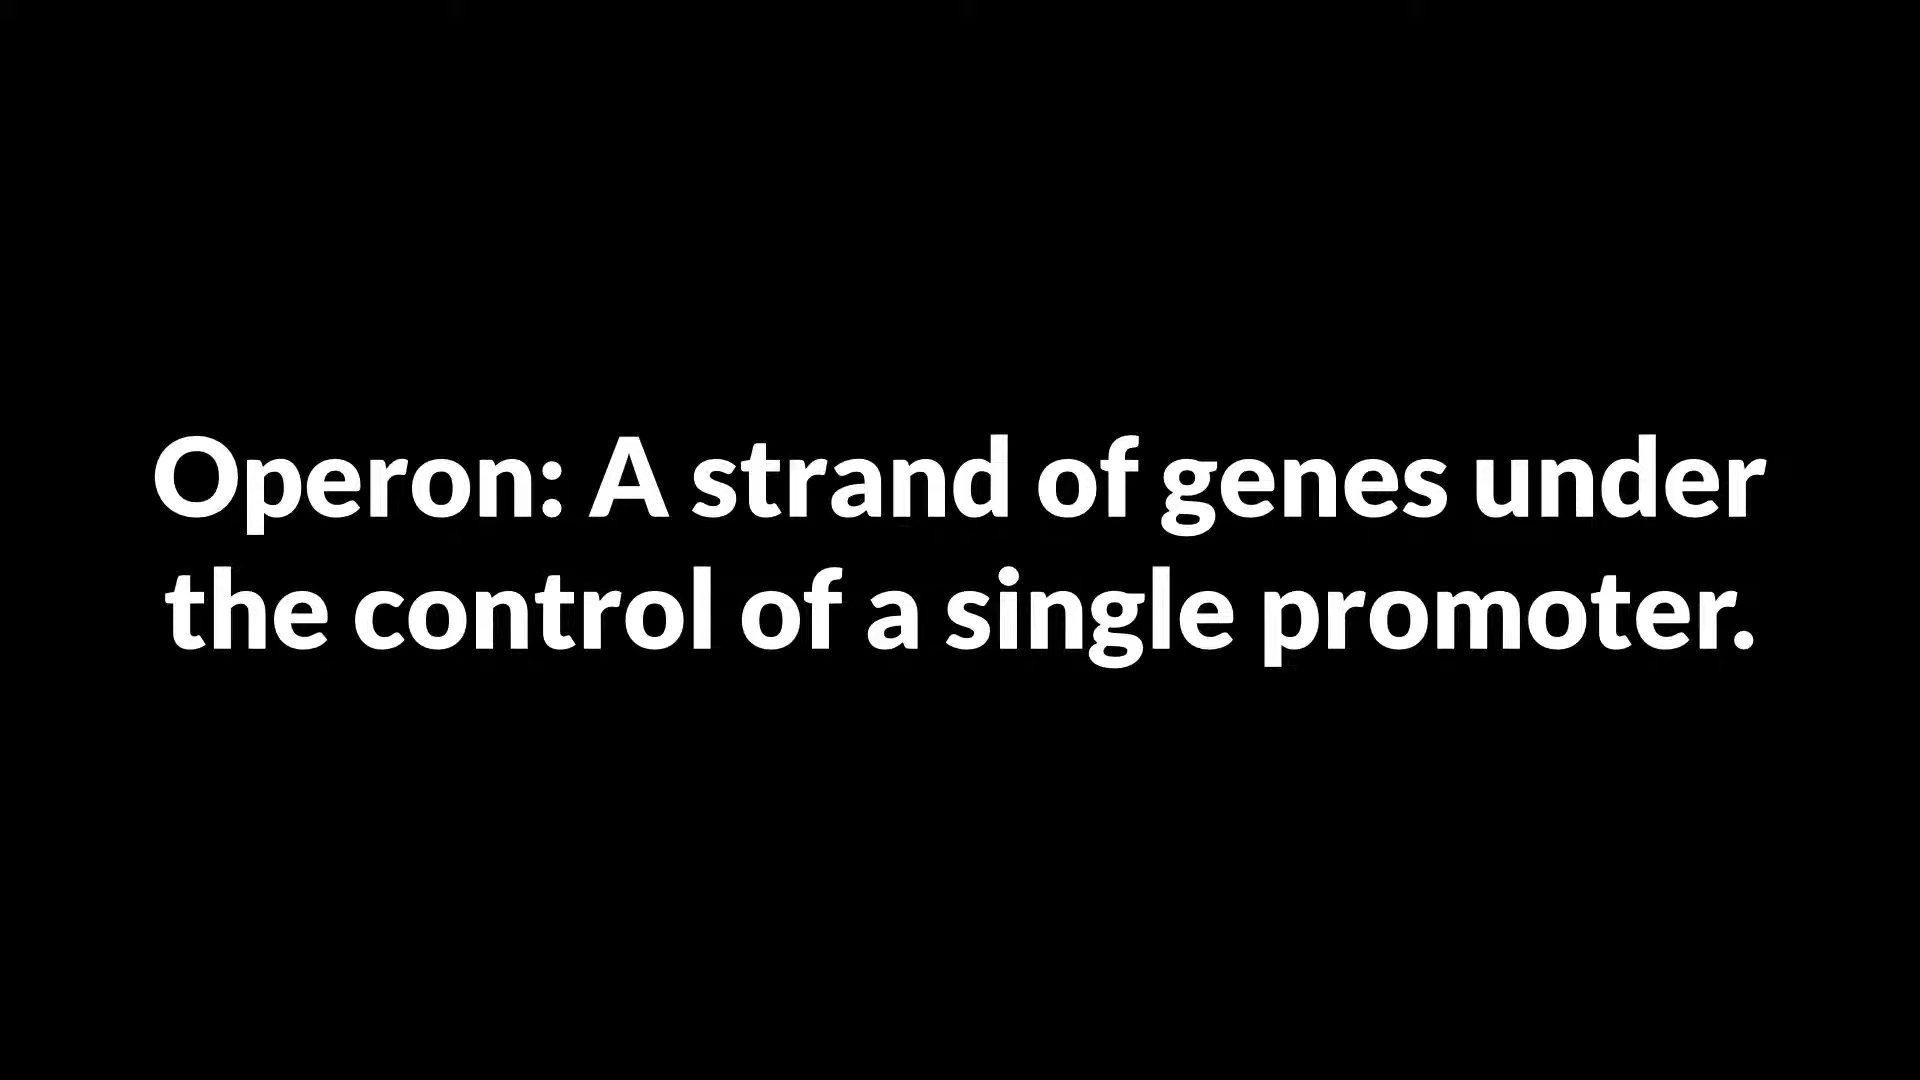 Operon: A strand of genes under
the control of a single promoter.